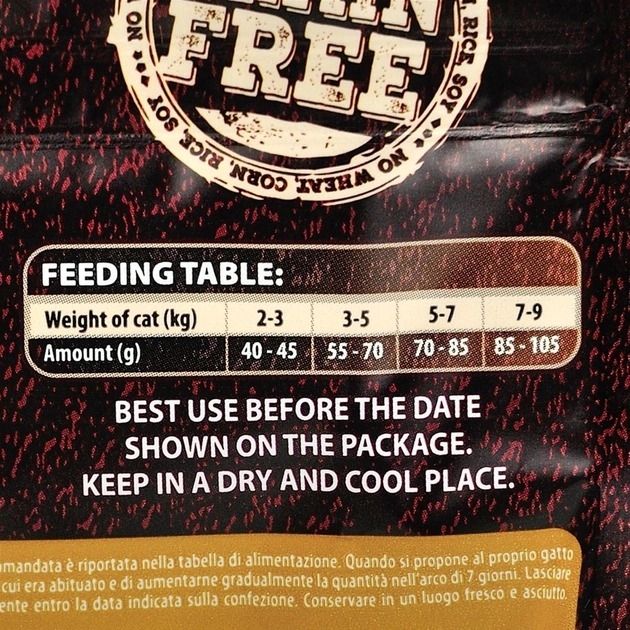 FREE
NO WHEAT, CORN, RICE, SOY
FEEDING TABLE:
Weight of cat (kg) 2-3 3-5 5-7 7-9
Amount (g) 40 - 45 55 - 70 70 - 85 85 - 105
BEST USE BEFORE THE DATE
SHOWN ON THE PACKAGE.
KEEP IN A DRY AND COOL PLACE.
omandata è riportata nella tabella di alimentazione. Quando si propone al proprio gatto
cui era abituato e di aumentarne gradualmente la quantità nell'arco di 7 giorni. Lasciare
ente entro la data indicata sulla confezione. Conservare in un luogo fresco e asciutto.